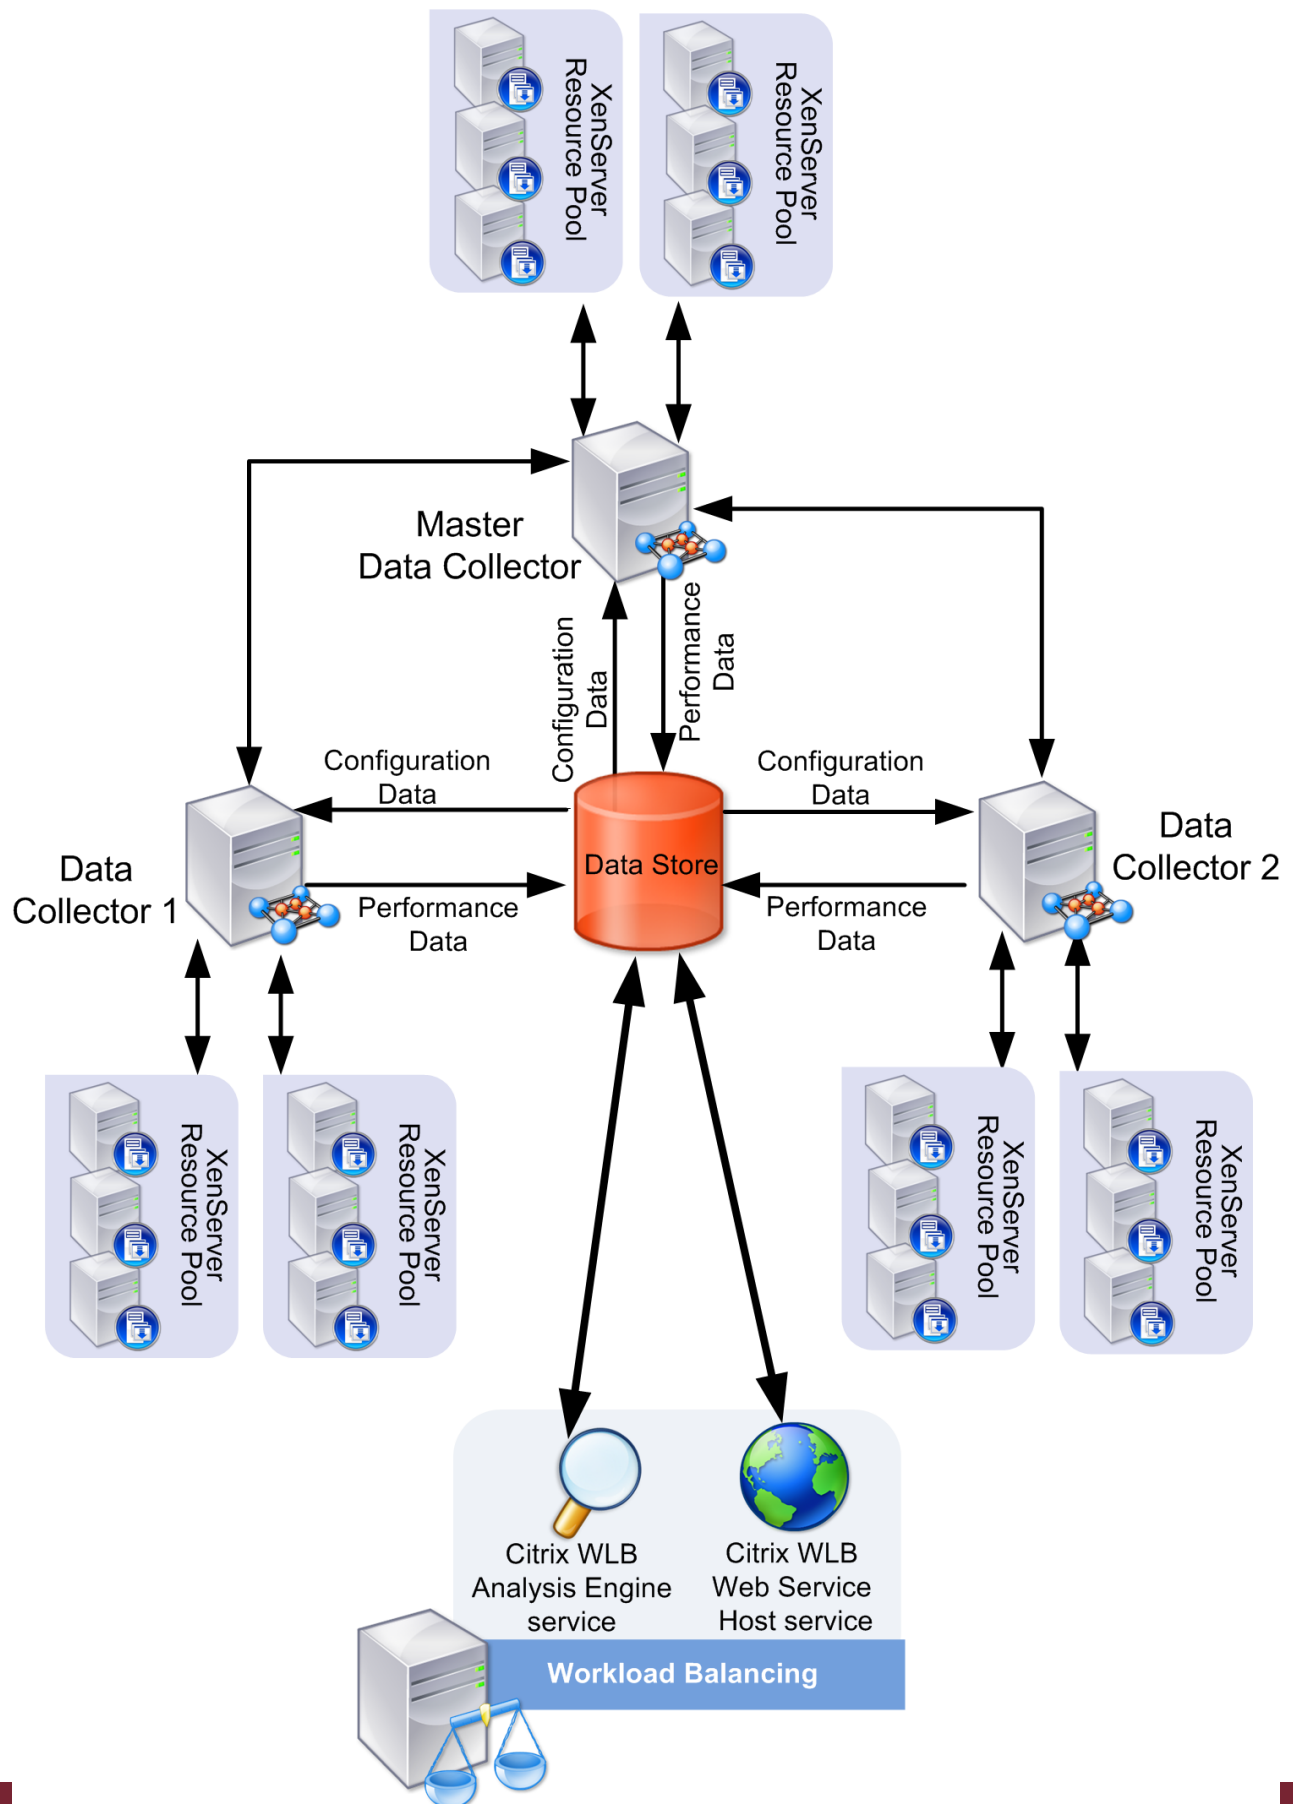 XenServer
Resource Pool
XenServer
Resource Pool
Master
Data Collector
Configuration
Data
Performance
Data
Configuration
Data
Configuration
Data
Data
Collector 1
Data Store
Data
Collector 2
Performance
Data
Performance
Data
XenServer
Resource Pool
XenServer
Resource Pool
XenServer
Resource Pool
XenServer
Resource Pool
Citrix WLB
Analysis Engine
service
Citrix WLB
Web Service
Host service
Workload Balancing